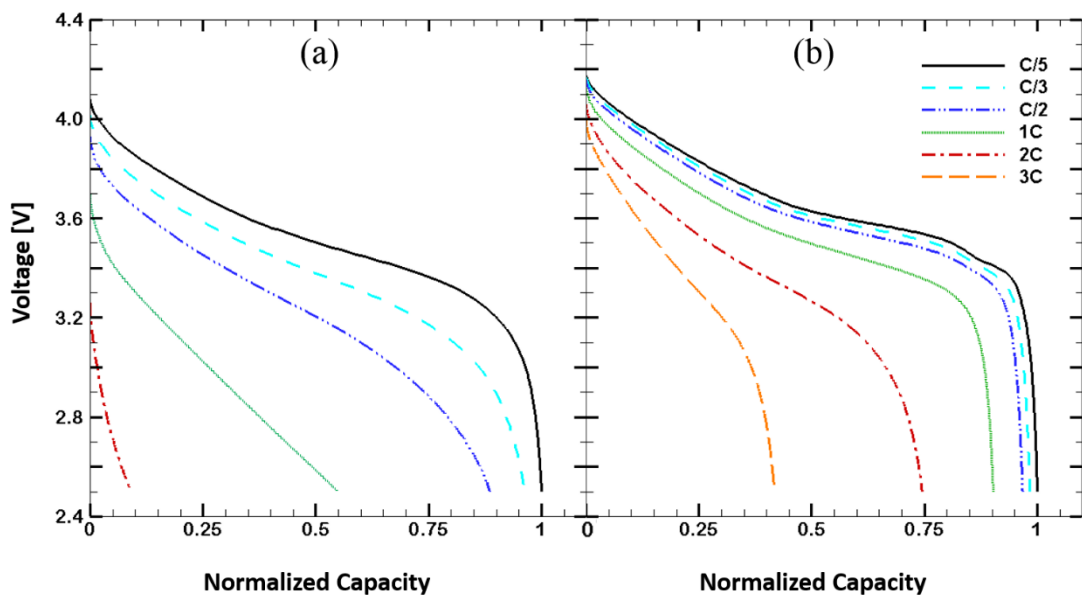 (a)
(b)
4.4
4.0
3.6
3.2
2.8
2.4
Voltage [V]
0
0.25
0.5
0.75
1
Normalized Capacity
0
0.25
0.5
0.75
1
Normalized Capacity
C/5
C/3
C/2
1C
2C
3C